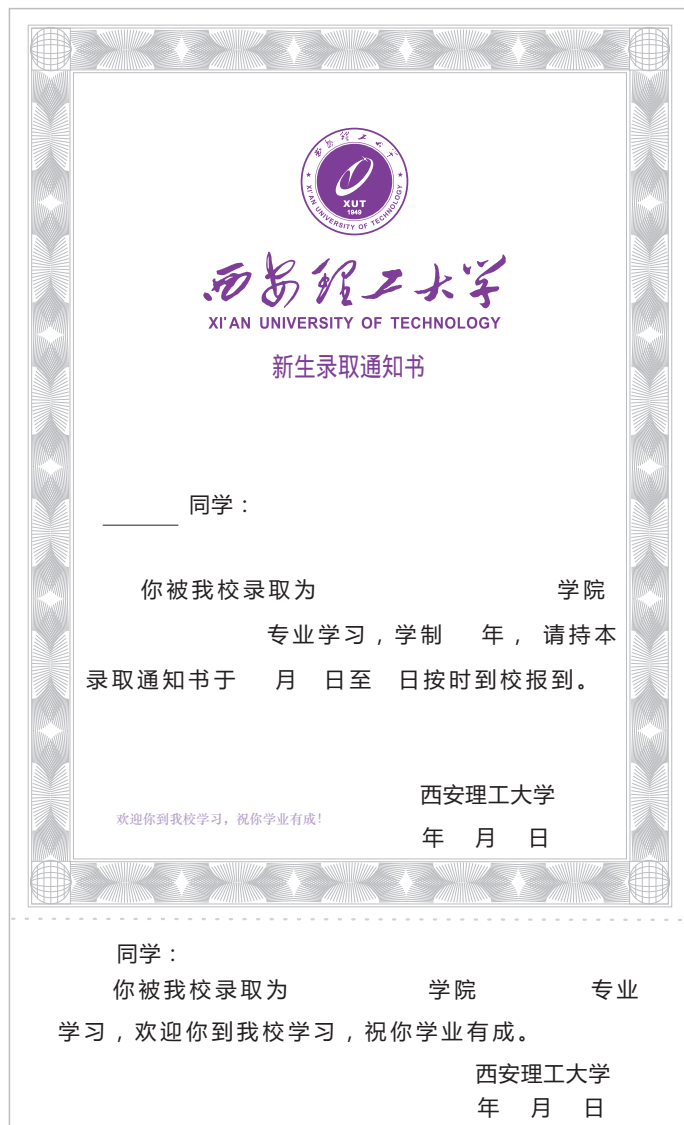 西安理工大学
XUT
1949
XI'AN UNIVERSITY OF TECHNOLOGY
西安理工大学
XI'AN UNIVERSITY OF TECHNOLOGY
新生录取通知书
同学：
你被我校录取为 学院
专业学习，学制 年， 请持本
录取通知书于 月 日至 日按时到校报到。
西安理工大学
欢迎你到我校学习，祝你学业有成！
年 月 日
同学：
你被我校录取为 学院 专业
学习，欢迎你到我校学习，祝你学业有成。
西安理工大学
年 月 日